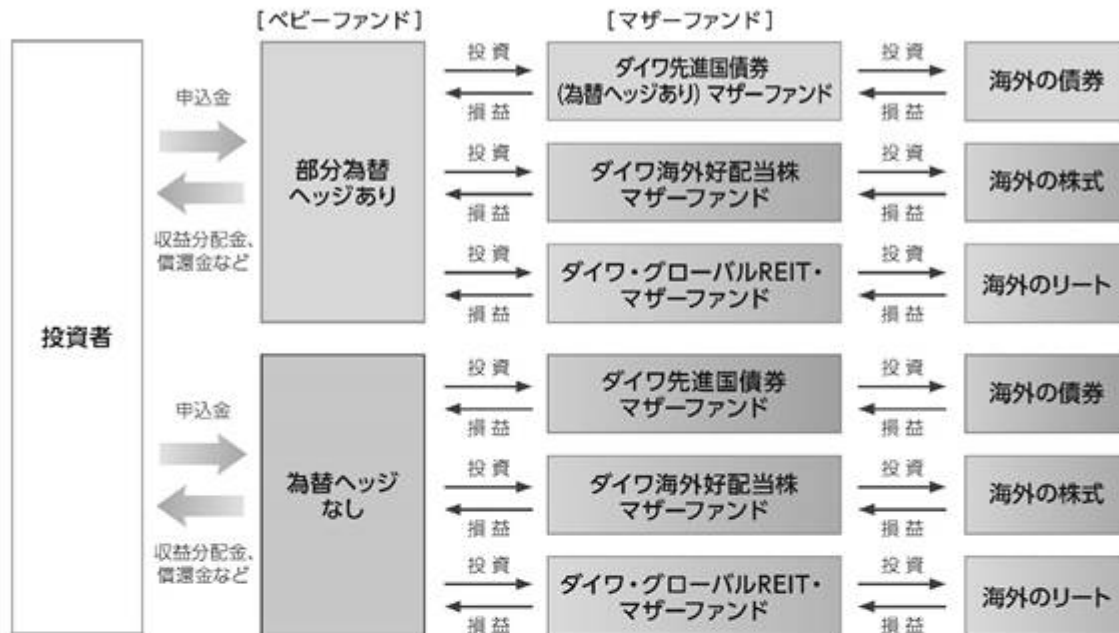 [ベビーファンド]
[マザーファンド]
投資者
申込金
収益分配金、
償還金など
部分為替
ヘッジあり
投資
損益
ダイワ先進国債券
(為替ヘッジあり) マザーファンド
投資
損益
海外の債券
投資
損益
ダイワ海外好配当株
マザーファンド
投資
損益
海外の株式
投資
損益
ダイワ・グローバルREIT・
マザーファンド
投資
損益
海外のリート
申込金
収益分配金、
償還金など
為替ヘッジ
なし
投資
損益
ダイワ先進国債券
マザーファンド
投資
損益
海外の債券
投資
損益
ダイワ海外好配当株
マザーファンド
投資
損益
海外の株式
投資
損益
ダイワ・グローバルREIT・
マザーファンド
投資
損益
海外のリート